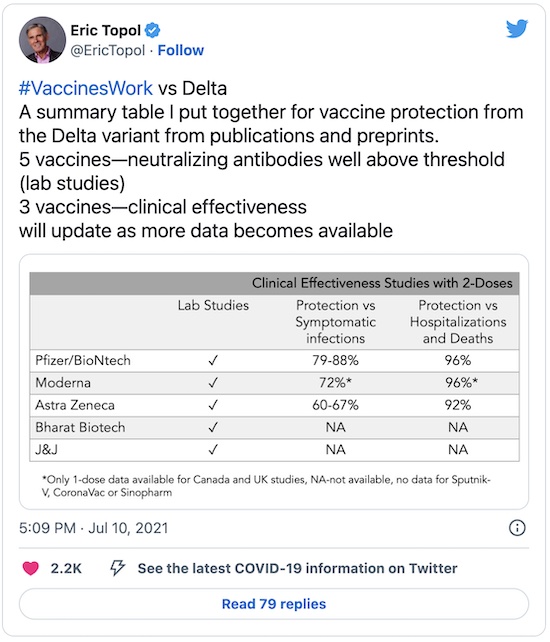 Eric Topol
@EricTopol · Follow
#VaccinesWork vs Delta
A summary table I put together for vaccine protection from
the Delta variant from publications and preprints.
5 vaccines—neutralizing antibodies well above threshold
(lab studies)
3 vaccines—clinical effectiveness
will update as more data becomes available
Clinical Effectiveness Studies with 2-Doses
Lab Studies Protection vs Symptomatic infections Protection vs Hospitalizations and Deaths
Pfizer/BioNtech ✓ 79-88% 96%
Moderna ✓ 72%* 96%*
Astra Zeneca ✓ 60-67% 92%
Bharat Biotech ✓ NA NA
J&J ✓ NA NA
*Only 1-dose data available for Canada and UK studies, NA-not available, no data for Sputnik-
V, CoronaVac or Sinopharm
5:09 PM · Jul 10, 2021
2.2K See the latest COVID-19 information on Twitter
Read 79 replies